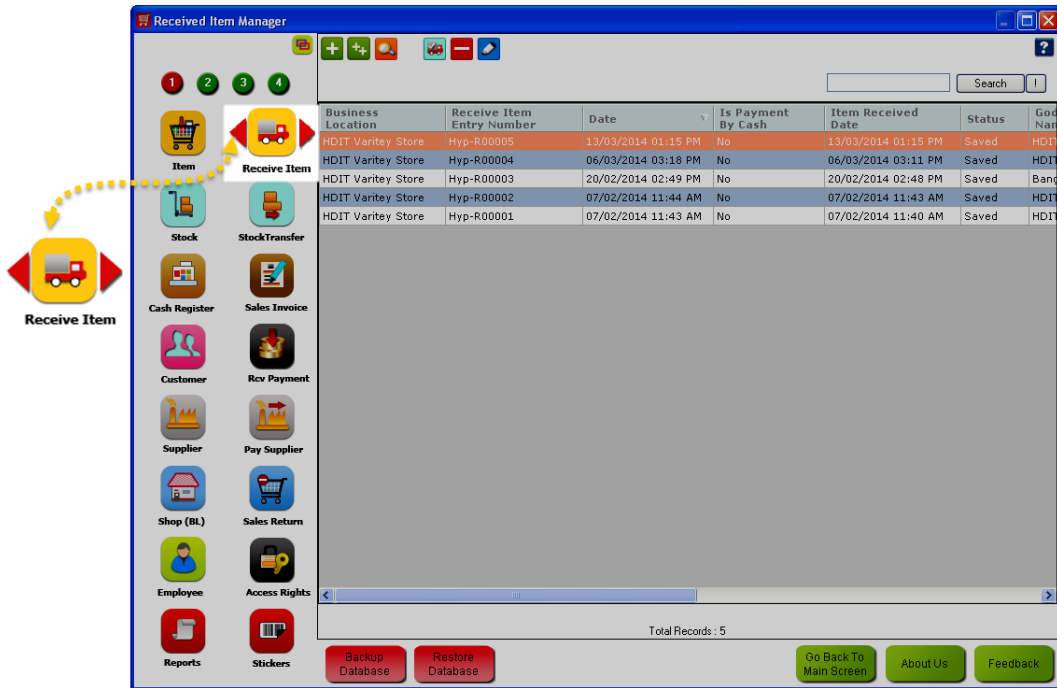 Received Item Manager
?
Search !
1 2 3 4
Item
Receive Item
Stock
StockTransfer
Cash Register
Sales Invoice
Customer
Rcv Payment
Supplier
Pay Supplier
Shop (BL)
Sales Return
Employee
Access Rights
Reports
Stickers
Receive Item
Business Location Receive Item Entry Number Date Is Payment By Cash Item Received Date Status
HDIT Varitey Store Hyp-R00005 13/03/2014 01:15 PM No 13/03/2014 01:15 PM Saved HDIT
HDIT Varitey Store Hyp-R00004 06/03/2014 03:18 PM No 06/03/2014 03:11 PM Saved HDIT
HDIT Varitey Store Hyp-R00003 20/02/2014 02:49 PM No 20/02/2014 02:48 PM Saved Bang
HDIT Varitey Store Hyp-R00002 07/02/2014 11:44 AM No 07/02/2014 11:43 AM Saved HDIT
HDIT Varitey Store Hyp-R00001 07/02/2014 11:43 AM No 07/02/2014 11:40 AM Saved HDIT
Total Records : 5
Backup Database
Restore Database
Go Back To Main Screen
About Us
Feedback